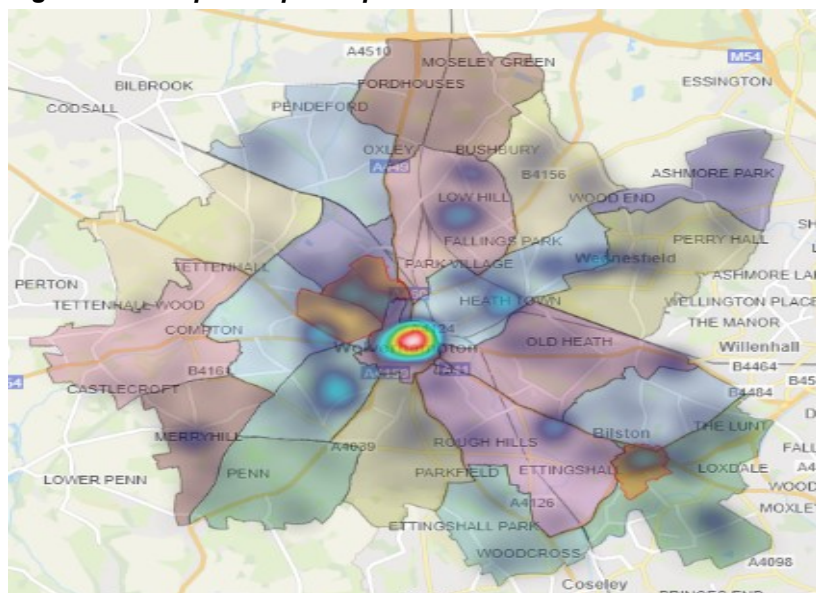 A4510
M54
MOSELEY GREEN
FORDHOUSES
BILBROOK
ESSINGTON
CODSALL
PENDEFORD
OXLEY
BUSHBURY
A449
B4156
ASHMORE PARK
LOW HILL
WOOD END
FALLINGS PARK
PERRY HALL
Wednesfield
TETTENHALL
PARK VILLAGE
PERTON
ASHMORE LA
TETTENHALL WOOD
HEATH TOWN
WELLINGTON PLACE
THE MANOR
COMPTON
OLD HEATH
Willenhall
B4161
B4464
CASTLECROFT
B4484
MERRYHILL
Bilston
THE LUNT
A4039
ROUGH HILLS
LOWER PENN
PENN
PARKFIELD
ETTINGSHALL
LOXDALE
A4126
MOXLEY
ETTINGSHALL PARK
WOODCROSS
A4098
Coseley